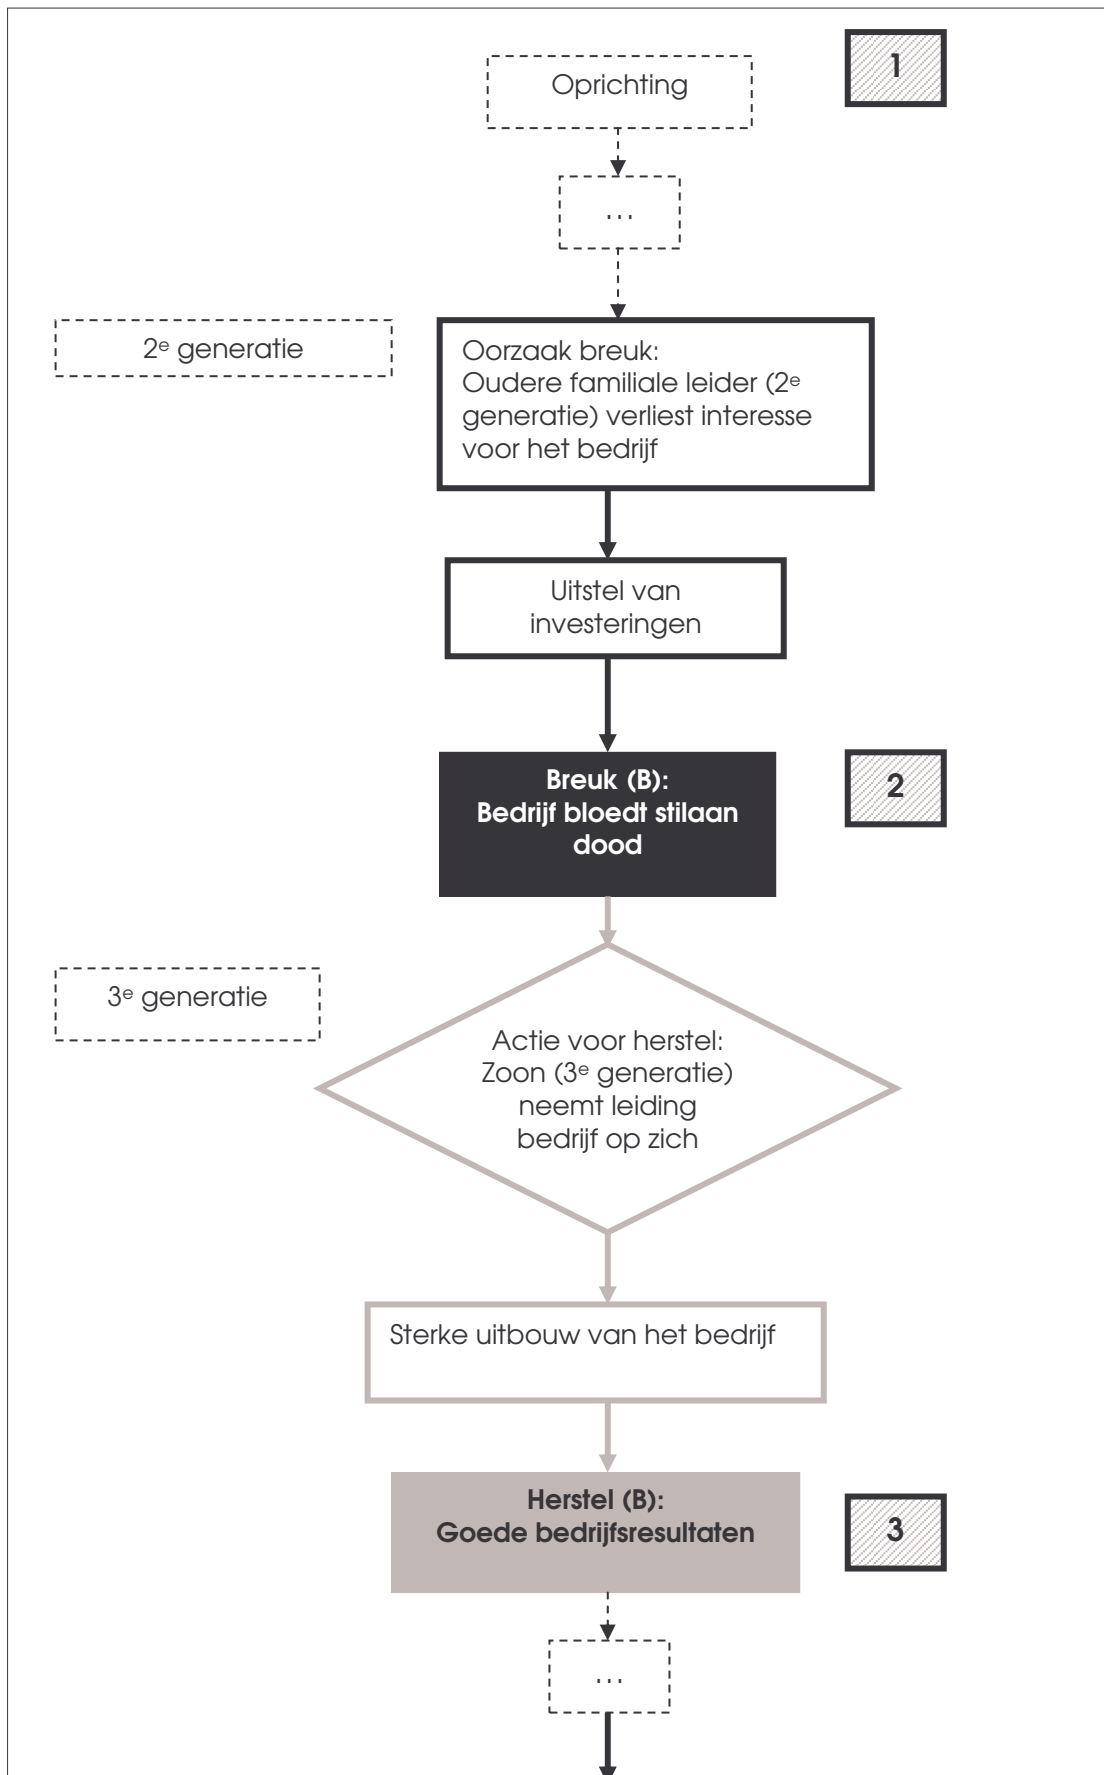 1
Oprichting
...
2e generatie
Oorzaak breuk:
Oudere familiale leider (2e
generatie) verliest interesse
voor het bedrijf
Uitstel van
investeringen
Breuk (B):
Bedrijf bloedt stilaan
dood
2
3e generatie
Actie voor herstel:
Zoon (3e generatie)
neemt leiding
bedrijf op zich
Sterke uitbouw van het bedrijf
Herstel (B):
Goede bedrijfsresultaten
3
...